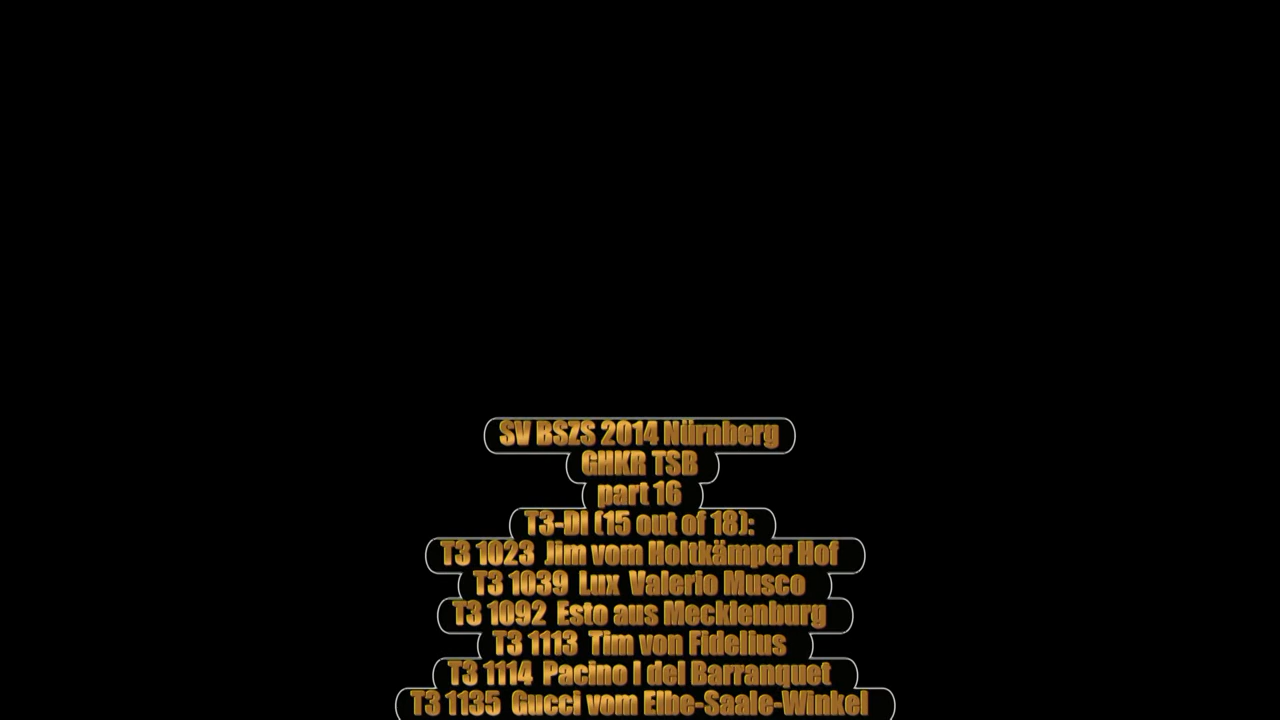 SV BSZS 2014 Nürnberg
GHKR TSB
part 16
T3-DI (15 out of 18):
T3 1023 Jim vom Holtkämper Hof
T3 1039 Lux Valerio Musco
T3 1092 Esto aus Mecklenburg
T3 1113 Tim von Fidelius
T3 1114 Pacino I del Barranquet
T3 1135 Gucci vom Elbe-Saale-Winkel